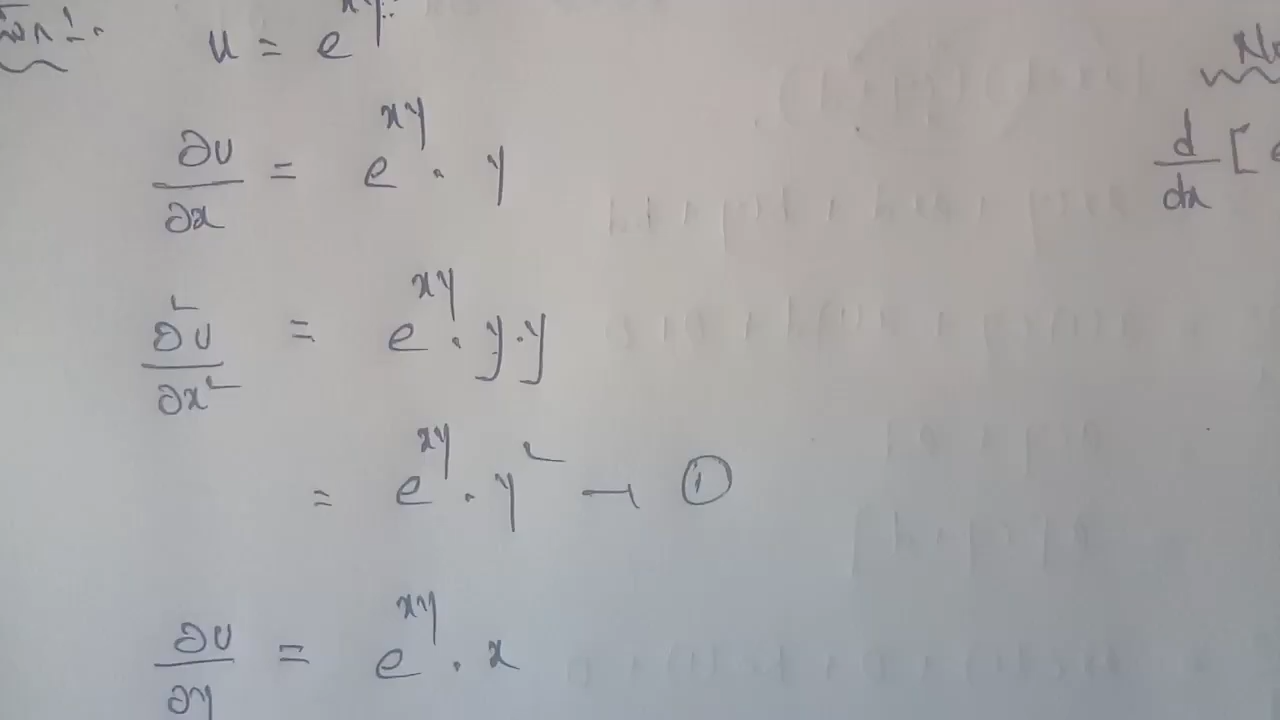 u = e^{xy}
∂u/∂x = e^{xy} · y
∂²u/∂x² = e^{xy} · y · y
= e^{xy} · y² → ①
∂u/∂y = e^{xy} · x
d/dx [